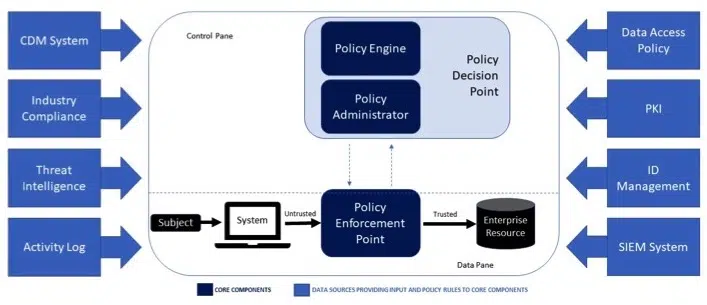 CDM System
Industry
Compliance
Threat
Intelligence
Activity Log
Control Pane
Policy Engine
Policy
Administrator
Policy
Decision
Point
Subject
System
Untrusted
Policy
Enforcement
Point
Trusted
Enterprise
Resource
Data Pane
Data Access
Policy
PKI
ID
Management
SIEM System
CORE COMPONENTS
DATA SOURCES PROVIDING INPUT AND POLICY RULES TO CORE COMPONENTS